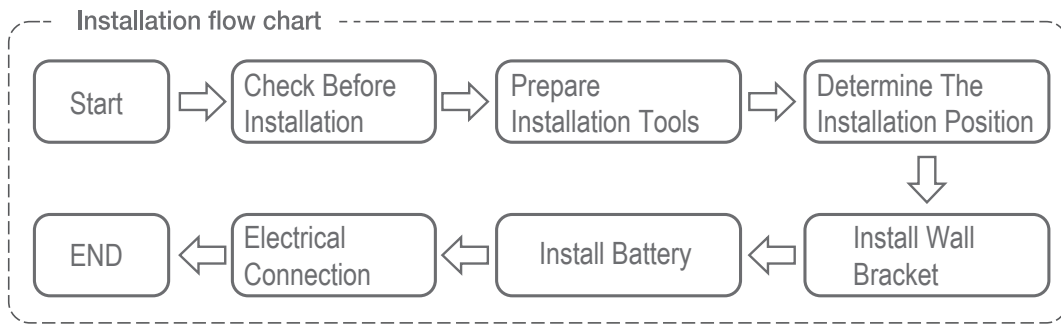 Installation flow chart
Start
Check Before
Installation
Prepare
Installation Tools
Determine The
Installation Position
Install Wall
Bracket
Install Battery
Electrical
Connection
END